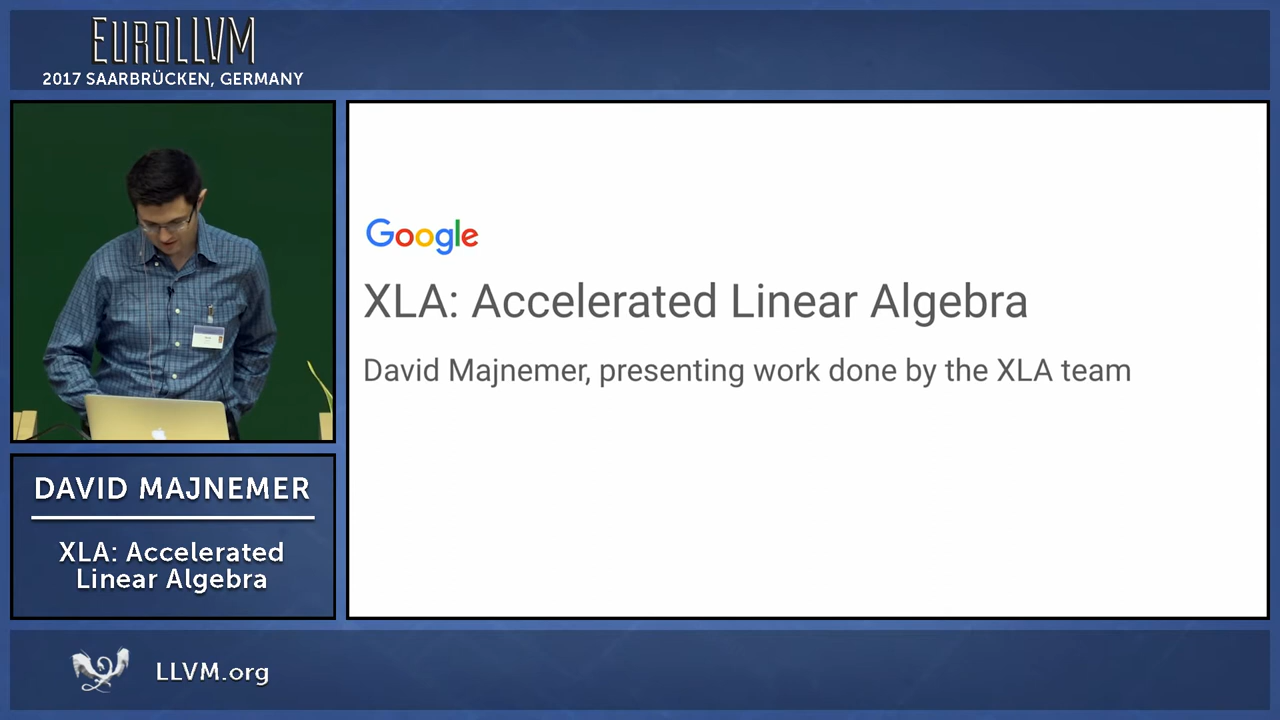 EUROLLVM
2017 SAARBRÜCKEN, GERMANY
Google
XLA: Accelerated Linear Algebra
David Majnemer, presenting work done by the XLA team
DAVID MAJNEMER
XLA: Accelerated
Linear Algebra
LLVM.org